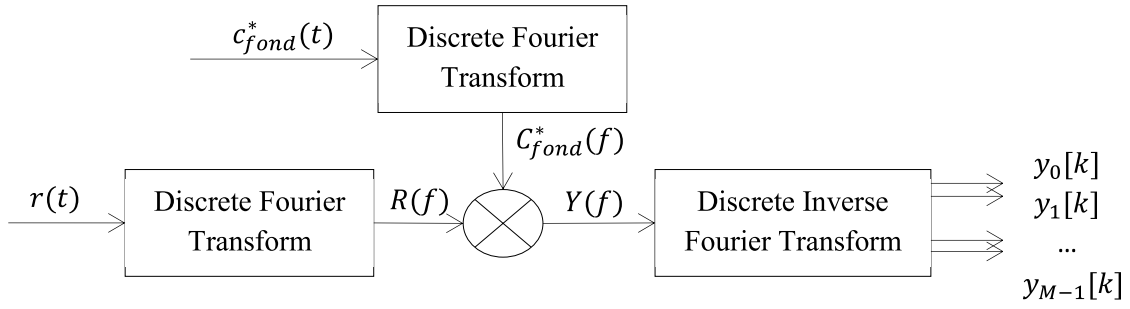 c*fond(t)
Discrete Fourier
Transform
C*fond(f)
r(t)
Discrete Fourier
Transform
R(f)
Y(f)
Discrete Inverse
Fourier Transform
y0[k]
y1[k]
...
yM−1[k]